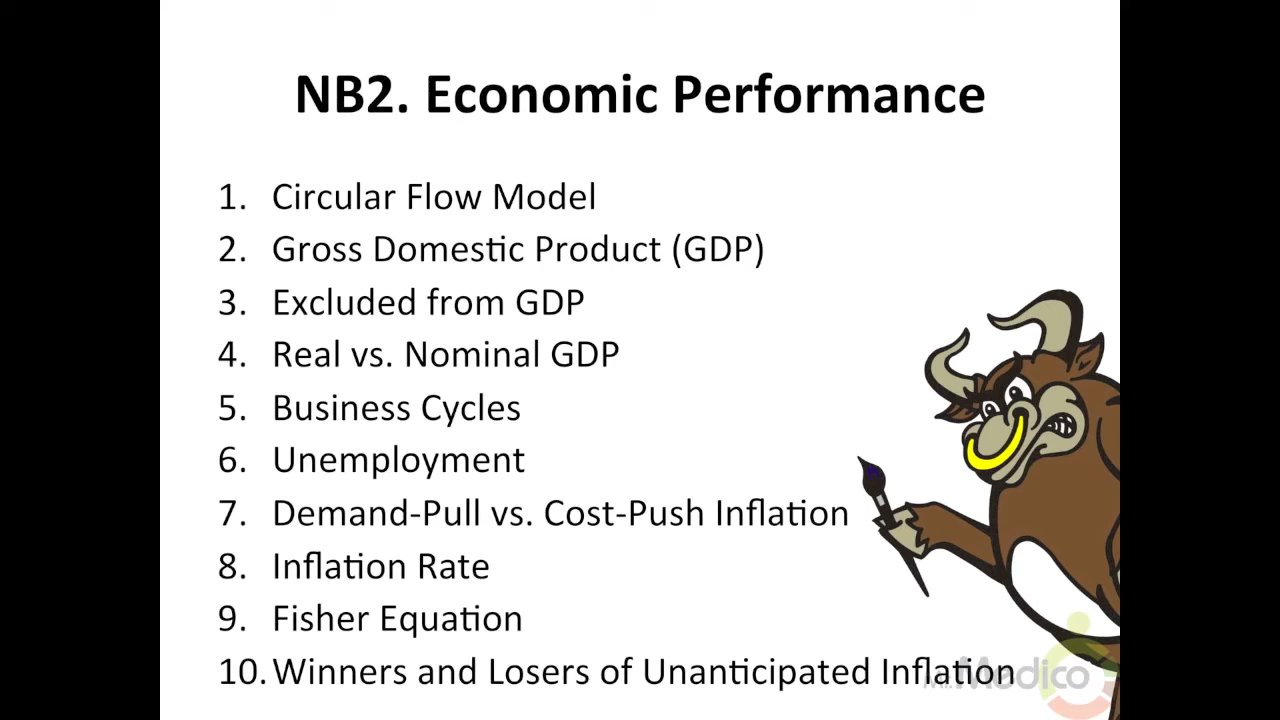 NB2. Economic Performance
1. Circular Flow Model
2. Gross Domestic Product (GDP)
3. Excluded from GDP
4. Real vs. Nominal GDP
5. Business Cycles
6. Unemployment
7. Demand-Pull vs. Cost-Push Inflation
8. Inflation Rate
9. Fisher Equation
10. Winners and Losers of Unanticipated Inflation
Mr.Medico